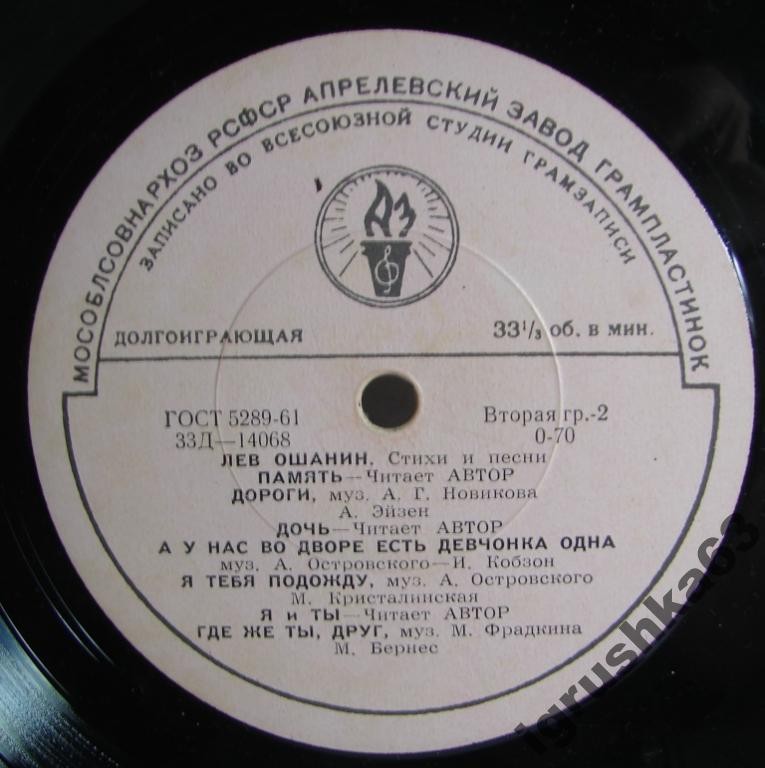 МОСОБЛСОВНАРХОЗ РСФСР АПРЕЛЕВСКИЙ ЗАВОД ГРАМПЛАСТИНОК
ЗАПИСАНО ВО ВСЕСОЮЗНОЙ СТУДИИ ГРАМЗАПИСИ
АЗ
ДОЛГОИГРАЮЩАЯ 33 1/3 об. в мин.
ГОСТ 5289-61 Вторая гр.-2
33Д—14068 0-70
ЛЕВ ОШАНИН, Стихи и песни
ПАМЯТЬ—Читает АВТОР
ДОРОГИ, муз. А. Г. Новикова
А. Эйзен
ДОЧЬ—Читает АВТОР
А У НАС ВО ДВОРЕ ЕСТЬ ДЕВЧОНКА ОДНА
муз. А. Островского—И. Кобзон
Я ТЕБЯ ПОДОЖДУ, муз. А. Островского
М. Кристалинская
Я и ТЫ—Читает АВТОР
ГДЕ ЖЕ ТЫ, ДРУГ, муз. М. Фрадкина
М. Бернес
igrushka63